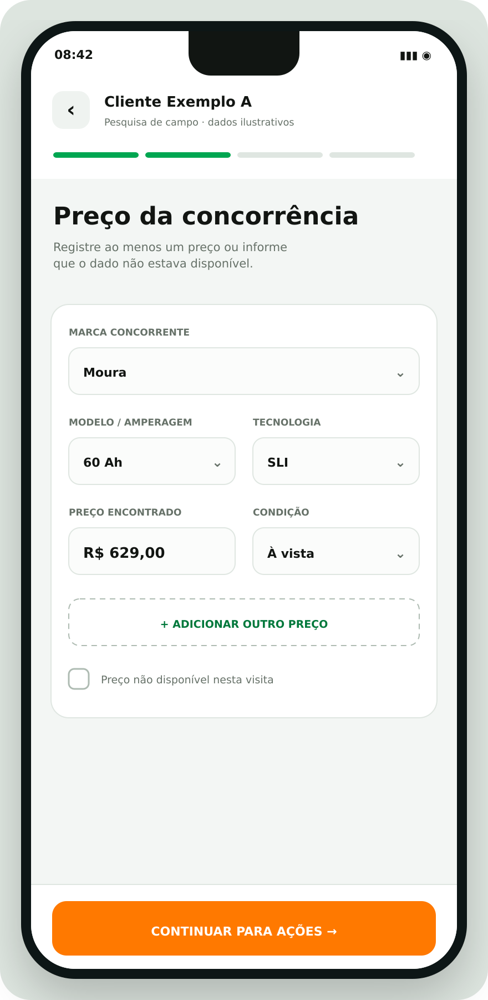 08:42
Cliente Exemplo A
Pesquisa de campo · dados ilustrativos
Preço da concorrência
Registre ao menos um preço ou informe
que o dado não estava disponível.
MARCA CONCORRENTE
Moura
MODELO / AMPERAGEM TECNOLOGIA
60 Ah SLI
PREÇO ENCONTRADO CONDIÇÃO
R$ 629,00 À vista
+ ADICIONAR OUTRO PREÇO
Preço não disponível nesta visita
CONTINUAR PARA AÇÕES →